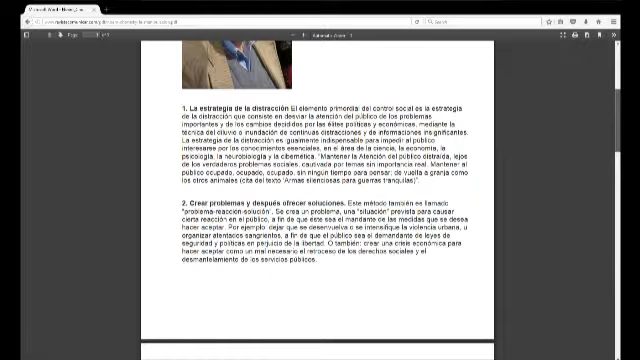 Microsoft Word - Noam_C...
1. La estrategia de la distracción El elemento primordial del control social es la estrategia
de la distracción que consiste en desviar la atención del público de los problemas
importantes y de los cambios decididos por las élites políticas y económicas, mediante la
técnica del diluvio o inundación de continuas distracciones y de informaciones insignificantes.
La estrategia de la distracción es igualmente indispensable para impedir al público
interesarse por los conocimientos esenciales, en el área de la ciencia, la economía, la
psicología, la neurobiología y la cibernética. "Mantener la Atención del público distraída, lejos
de los verdaderos problemas sociales, cautivada por temas sin importancia real. Mantener al
público ocupado, ocupado, ocupado, sin ningún tiempo para pensar; de vuelta a granja como
los otros animales (cita del texto 'Armas silenciosas para guerras tranquilas)".
2. Crear problemas y después ofrecer soluciones. Este método también es llamado
"problema-reacción-solución". Se crea un problema, una "situación" prevista para causar
cierta reacción en el público, a fin de que éste sea el mandante de las medidas que se desea
hacer aceptar. Por ejemplo: dejar que se desenvuelva o se intensifique la violencia urbana, u
organizar atentados sangrientos, a fin de que el público sea el demandante de leyes de
seguridad y políticas en perjuicio de la libertad. O también: crear una crisis económica para
hacer aceptar como un mal necesario el retroceso de los derechos sociales y el
desmantelamiento de los servicios públicos.